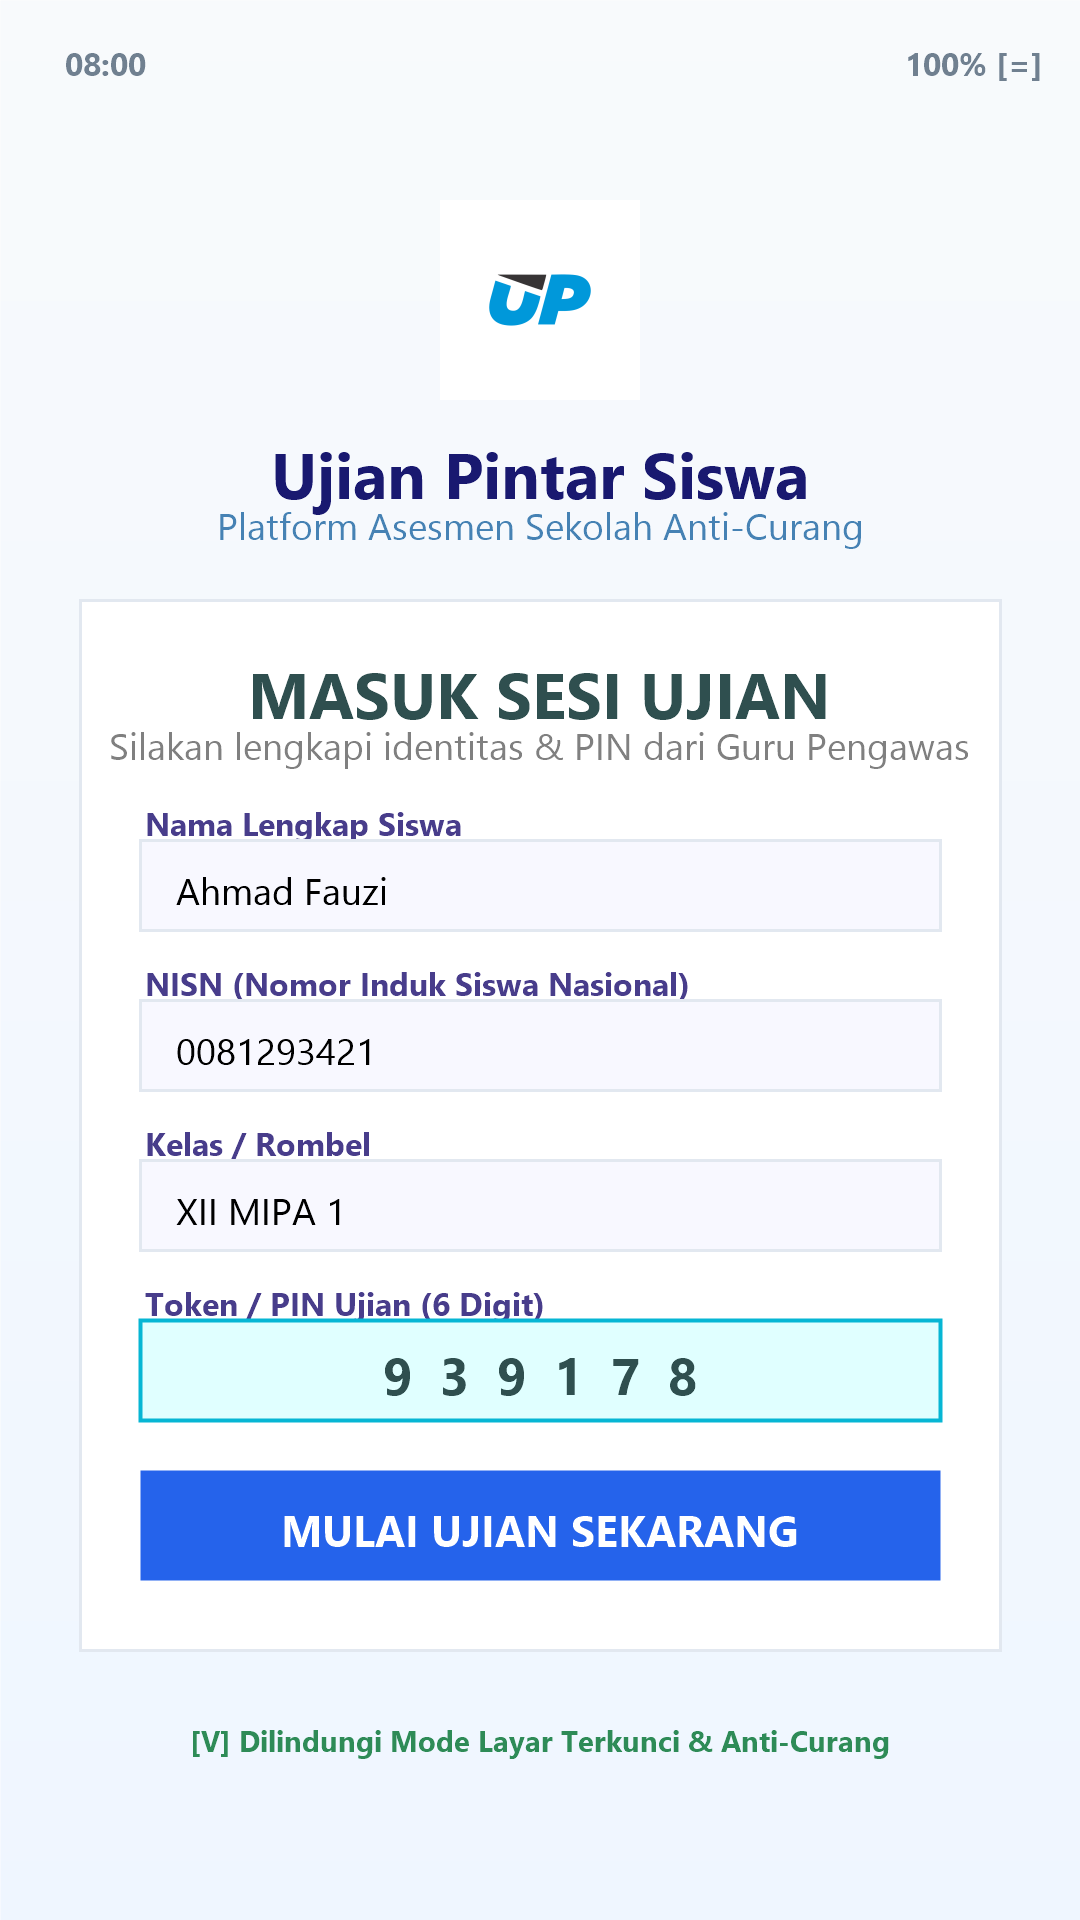 08:00
100% [=]
UP
Ujian Pintar Siswa
Platform Asesmen Sekolah Anti-Curang
MASUK SESI UJIAN
Silakan lengkapi identitas & PIN dari Guru Pengawas
Nama Lengkap Siswa
Ahmad Fauzi
NISN (Nomor Induk Siswa Nasional)
0081293421
Kelas / Rombel
XII MIPA 1
Token / PIN Ujian (6 Digit)
9 3 9 1 7 8
MULAI UJIAN SEKARANG
[V] Dilindungi Mode Layar Terkunci & Anti-Curang